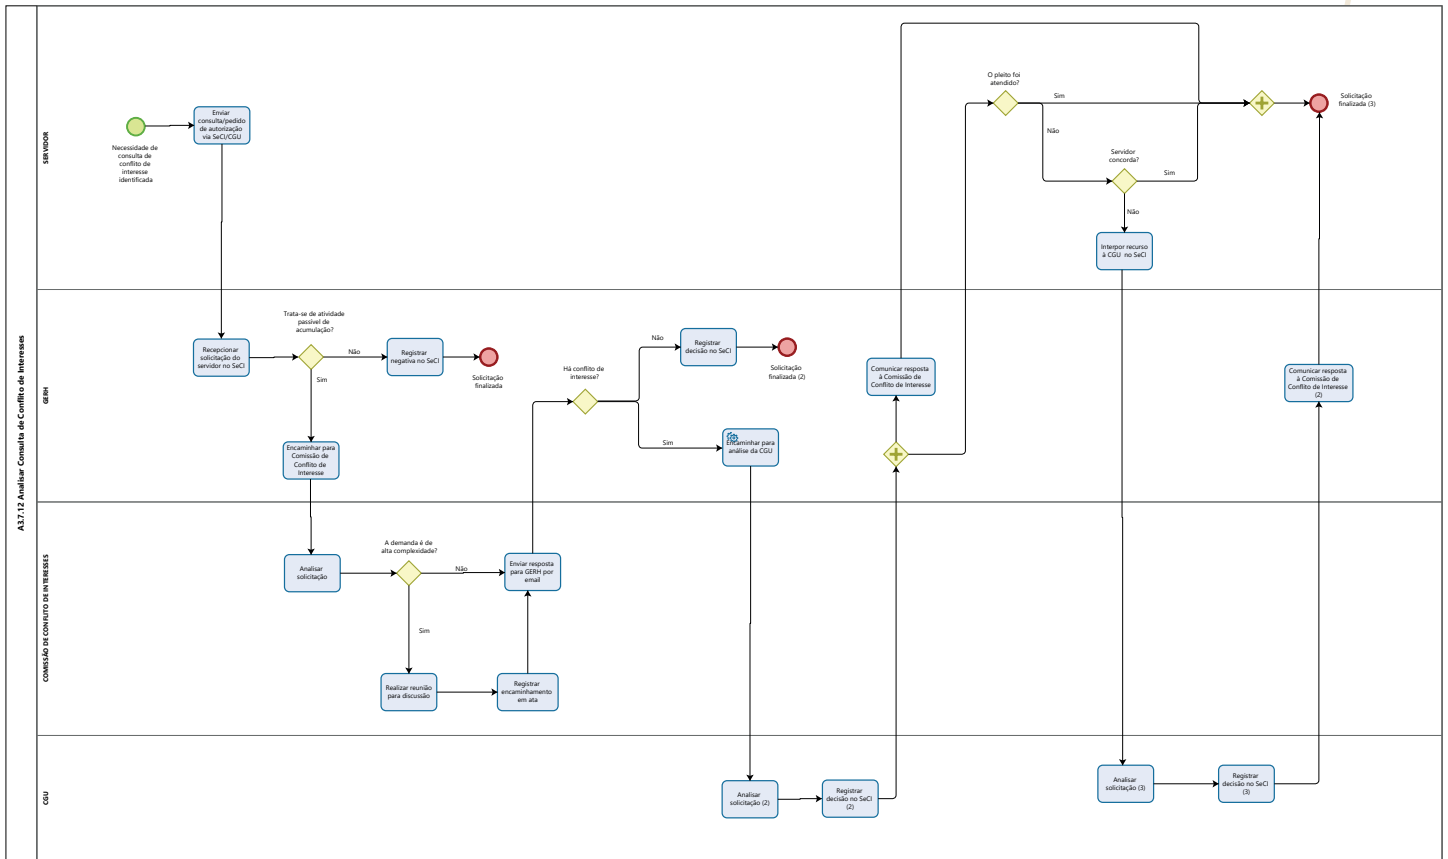 A3.7.12 Analisar Consulta de Conflito de Interesses
SERVIDOR
Necessidade de
consulta de
conflito de
interesse
identificada
Enviar
consulta/pedido
de autorização
via SeCI/CGU
O pleito foi
atendido?
Sim
Não
Servidor
concorda?
Sim
Não
Interpor recurso
à CGU no SeCI
Solicitação
finalizada (3)
GERH
Recepcionar
solicitação do
servidor no SeCI
Trata-se de atividade
passível de
acumulação?
Não
Sim
Registrar
negativa no SeCI
Solicitação
finalizada
Encaminhar para
Comissão de
Conflito de
Interesse
Há conflito de
interesse?
Não
Sim
Registrar
decisão no SeCI
Solicitação
finalizada (2)
Encaminhar para
análise da CGU
Comunicar resposta
à Comissão de
Conflito de Interesse
Comunicar resposta
à Comissão de
Conflito de Interesse
(2)
COMISSÃO DE CONFLITO DE INTERESSES
Analisar
solicitação
A demanda é de
alta complexidade?
Não
Sim
Enviar resposta
para GERH por
email
Realizar reunião
para discussão
Registrar
encaminhamento
em ata
CGU
Analisar
solicitação (2)
Registrar
decisão no SeCI
(2)
Analisar
solicitação (3)
Registrar
decisão no SeCI
(3)